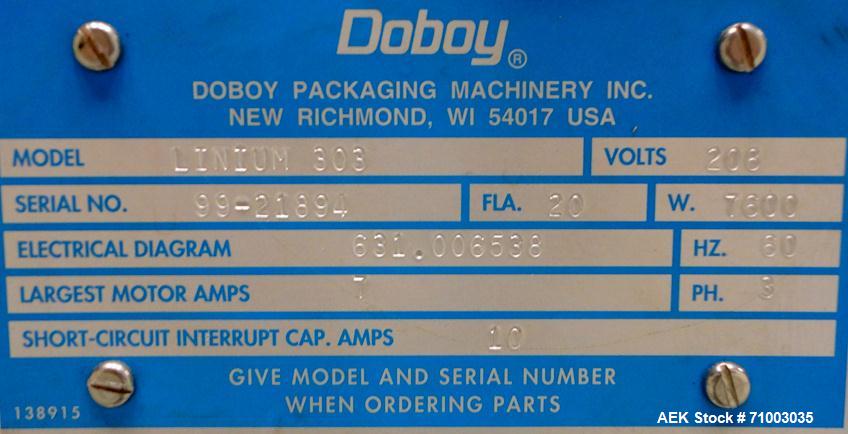 Doboy®
DOBOY PACKAGING MACHINERY INC.
NEW RICHMOND, WI 54017 USA
MODEL LINIUM 303 VOLTS 208
SERIAL NO. 99-21894 FLA. 20 W. 7600
ELECTRICAL DIAGRAM 631.006538 HZ. 60
LARGEST MOTOR AMPS 7 PH. 3
SHORT-CIRCUIT INTERRUPT CAP. AMPS 10
GIVE MODEL AND SERIAL NUMBER
WHEN ORDERING PARTS
138915
AEK Stock # 71003035